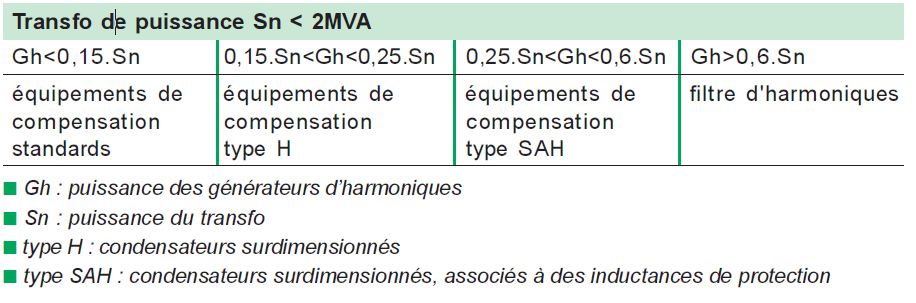 Transfo de puissance Sn < 2MVA
Gh<0,15.Sn 0,15.Sn<Gh<0,25.Sn 0,25.Sn<Gh<0,6.Sn Gh>0,6.Sn
équipements de équipements de équipements de filtre d'harmoniques
compensation compensation compensation
standards type H type SAH
Gh : puissance des générateurs d’harmoniques
Sn : puissance du transfo
type H : condensateurs surdimensionnés
type SAH : condensateurs surdimensionnés, associés à des inductances de protection